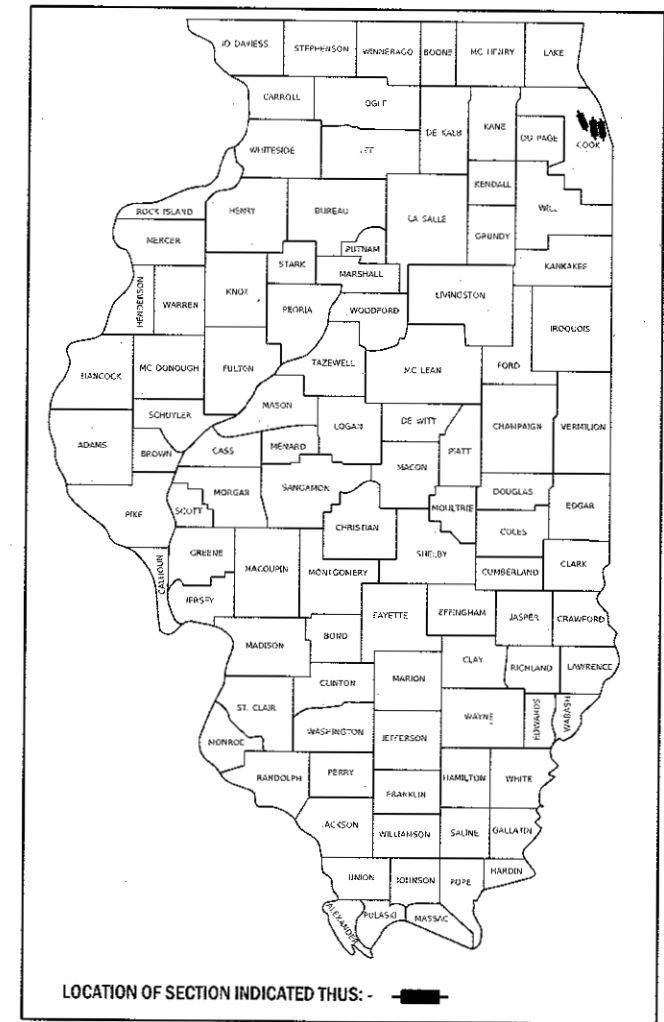 JO DAVIESS
STEPHENSON
WINNEBAGO
BOONE
MC HENRY
LAKE
CARROLL
OGLE
DE KALB
KANE
DU PAGE
COOK
WHITESIDE
LEE
KENDALL
WILL
ROCK ISLAND
HENRY
BUREAU
LA SALLE
GRUNDY
MERCER
PUTNAM
KANKAKEE
STARK
MARSHALL
HENDERSON
WARREN
KNOX
PEORIA
WOODFORD
LIVINGSTON
IROQUOIS
HANCOCK
MC DONOUGH
FULTON
TAZEWELL
MC LEAN
FORD
MASON
SCHUYLER
LOGAN
DE WITT
CHAMPAIGN
VERMILION
ADAMS
BROWN
CASS
MENARD
PIATT
MACON
MORGAN
SANGAMON
DOUGLAS
EDGAR
PIKE
SCOTT
MOULTRIE
CHRISTIAN
COLES
GREENE
SHELBY
CALHOUN
MACOUPIN
MONTGOMERY
CUMBERLAND
CLARK
JERSEY
FAYETTE
EFFINGHAM
JASPER
CRAWFORD
MADISON
BOND
CLAY
RICHLAND
LAWRENCE
CLINTON
MARION
ST. CLAIR
WAYNE
EDWARDS
WABASH
MONROE
WASHINGTON
JEFFERSON
RANDOLPH
PERRY
HAMILTON
WHITE
FRANKLIN
JACKSON
WILLIAMSON
SALINE
GALLATIN
UNION
JOHNSON
POPE
HARDIN
ALEXANDER
PULASKI
MASSAC
LOCATION OF SECTION INDICATED THUS: -